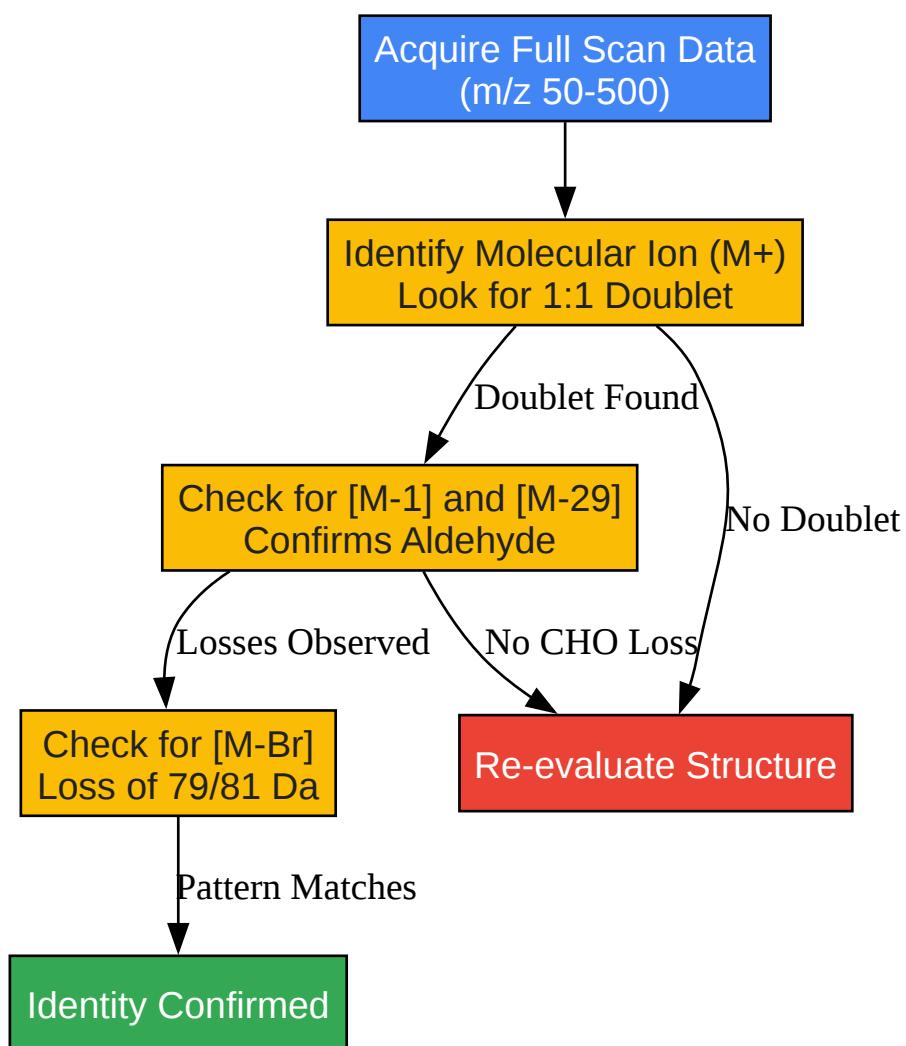 Acquire Full Scan Data
(m/z 50-500)
Identify Molecular Ion (M+)
Look for 1:1 Doublet
Doublet Found
No Doublet
Check for [M-1] and [M-29]
Confirms Aldehyde
Losses Observed
No CHO Loss
Check for [M-Br]
Loss of 79/81 Da
Re-evaluate Structure
Pattern Matches
Identity Confirmed